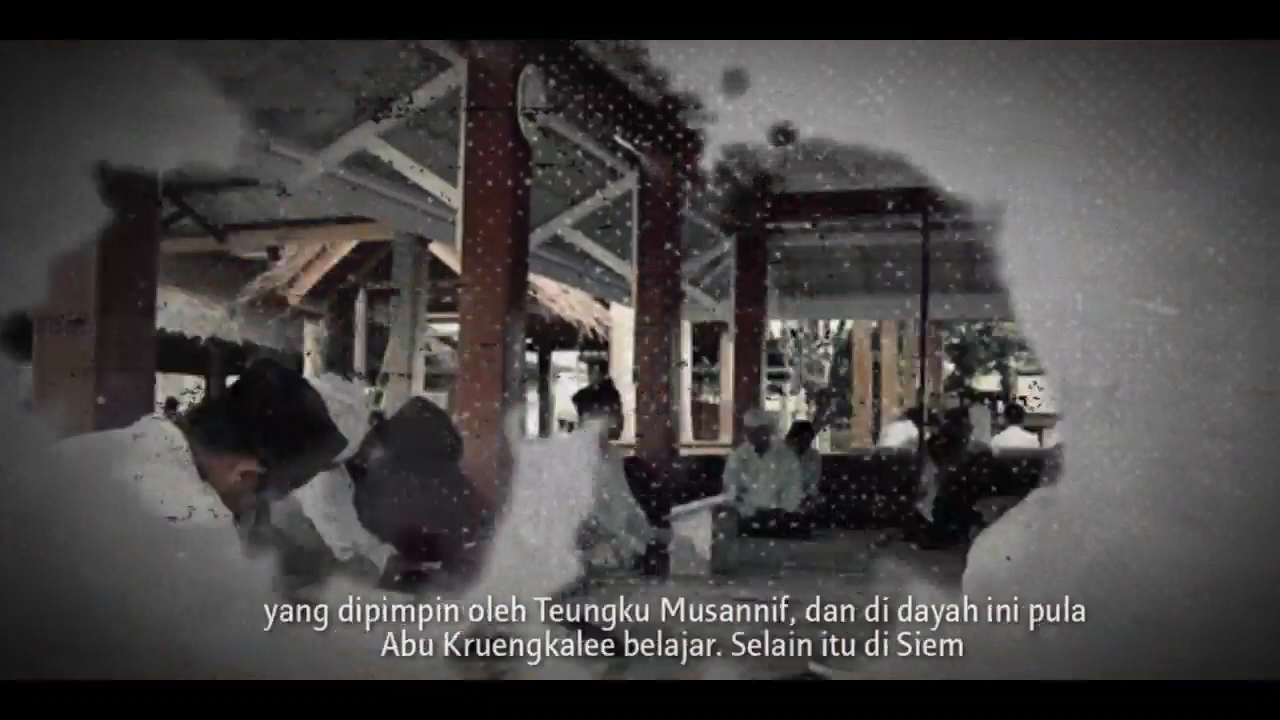 yang dipimpin oleh Teungku Musannif, dan di dayah ini pula
Abu Kruengkalee belajar. Selain itu di Siem